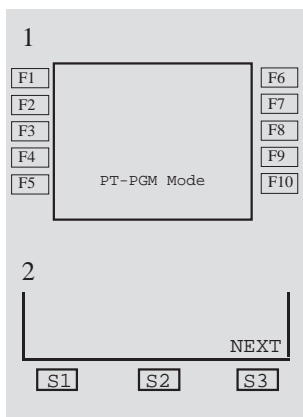 1
F1 F6
F2 F7
F3 F8
F4 F9
F5 PT-PGM Mode F10
2
NEXT
S1 S2 S3